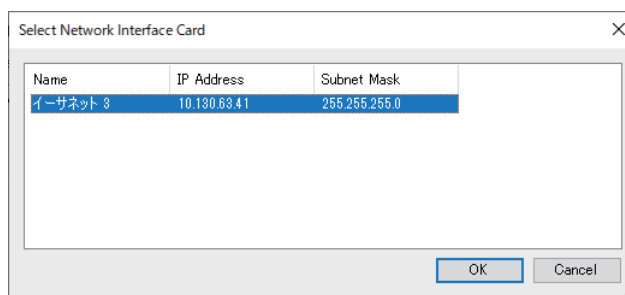 Select Network Interface Card
Name IP Address Subnet Mask
イーサネット 3 10.130.63.41 255.255.255.0
OK Cancel